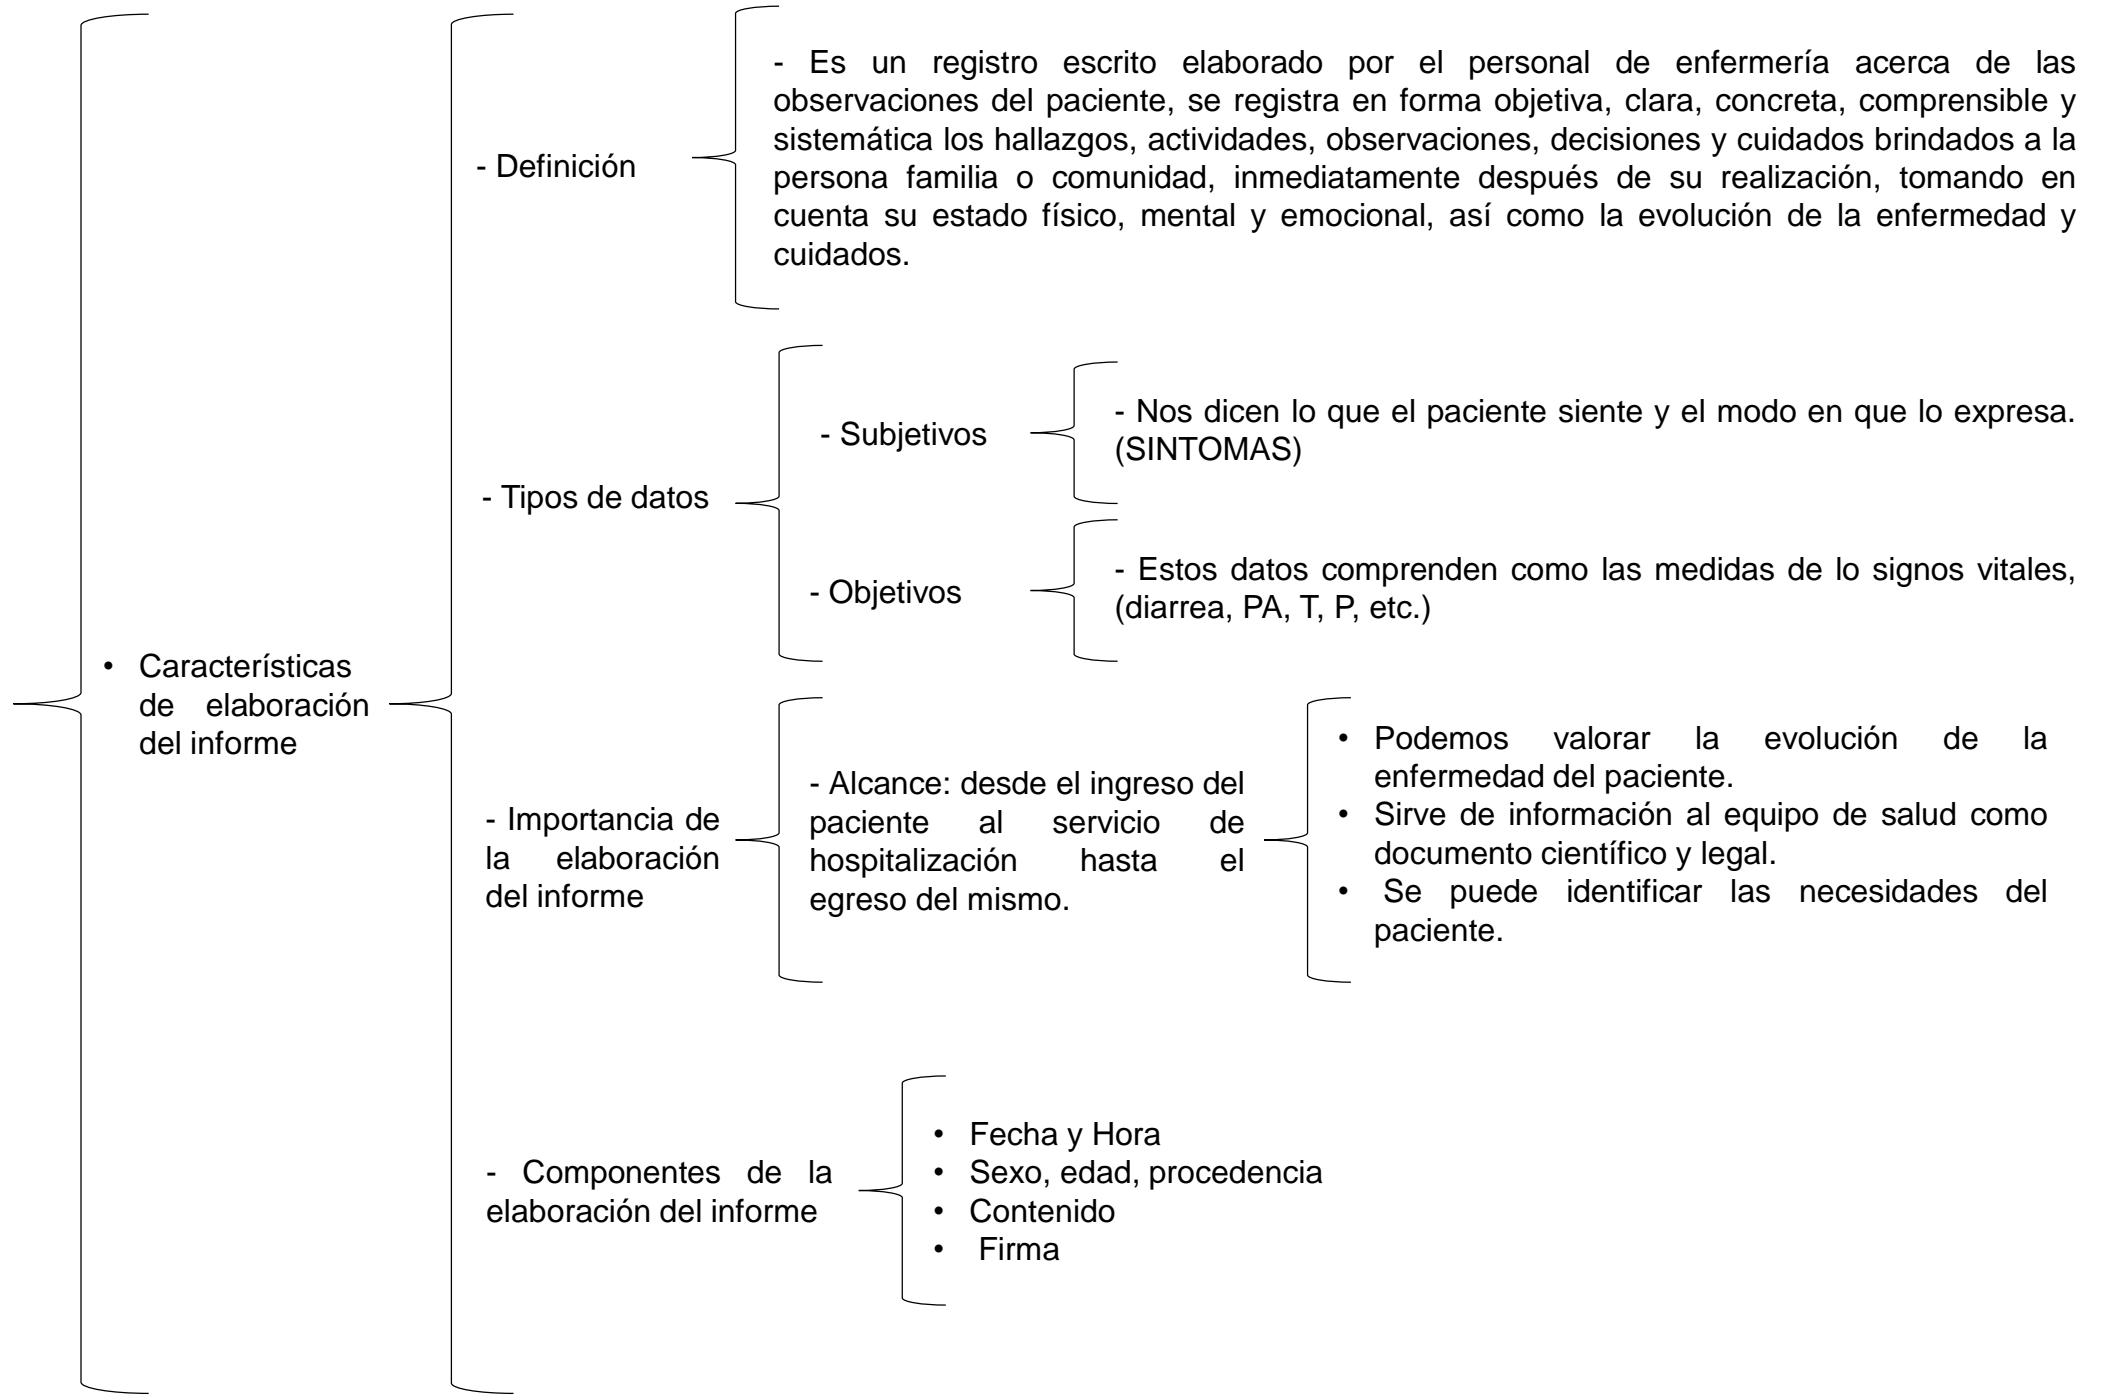 • Características
de elaboración
del informe
- Definición
- Es un registro escrito elaborado por el personal de enfermería acerca de las
observaciones del paciente, se registra en forma objetiva, clara, concreta, comprensible y
sistemática los hallazgos, actividades, observaciones, decisiones y cuidados brindados a la
persona familia o comunidad, inmediatamente después de su realización, tomando en
cuenta su estado físico, mental y emocional, así como la evolución de la enfermedad y
cuidados.
- Tipos de datos
- Subjetivos
- Nos dicen lo que el paciente siente y el modo en que lo expresa.
(SINTOMAS)
- Objetivos
- Estos datos comprenden como las medidas de lo signos vitales,
(diarrea, PA, T, P, etc.)
- Importancia de
la elaboración
del informe
- Alcance: desde el ingreso del
paciente al servicio de
hospitalización hasta el
egreso del mismo.
• Podemos valorar la evolución de la
enfermedad del paciente.
• Sirve de información al equipo de salud como
documento científico y legal.
• Se puede identificar las necesidades del
paciente.
- Componentes de la
elaboración del informe
• Fecha y Hora
• Sexo, edad, procedencia
• Contenido
• Firma